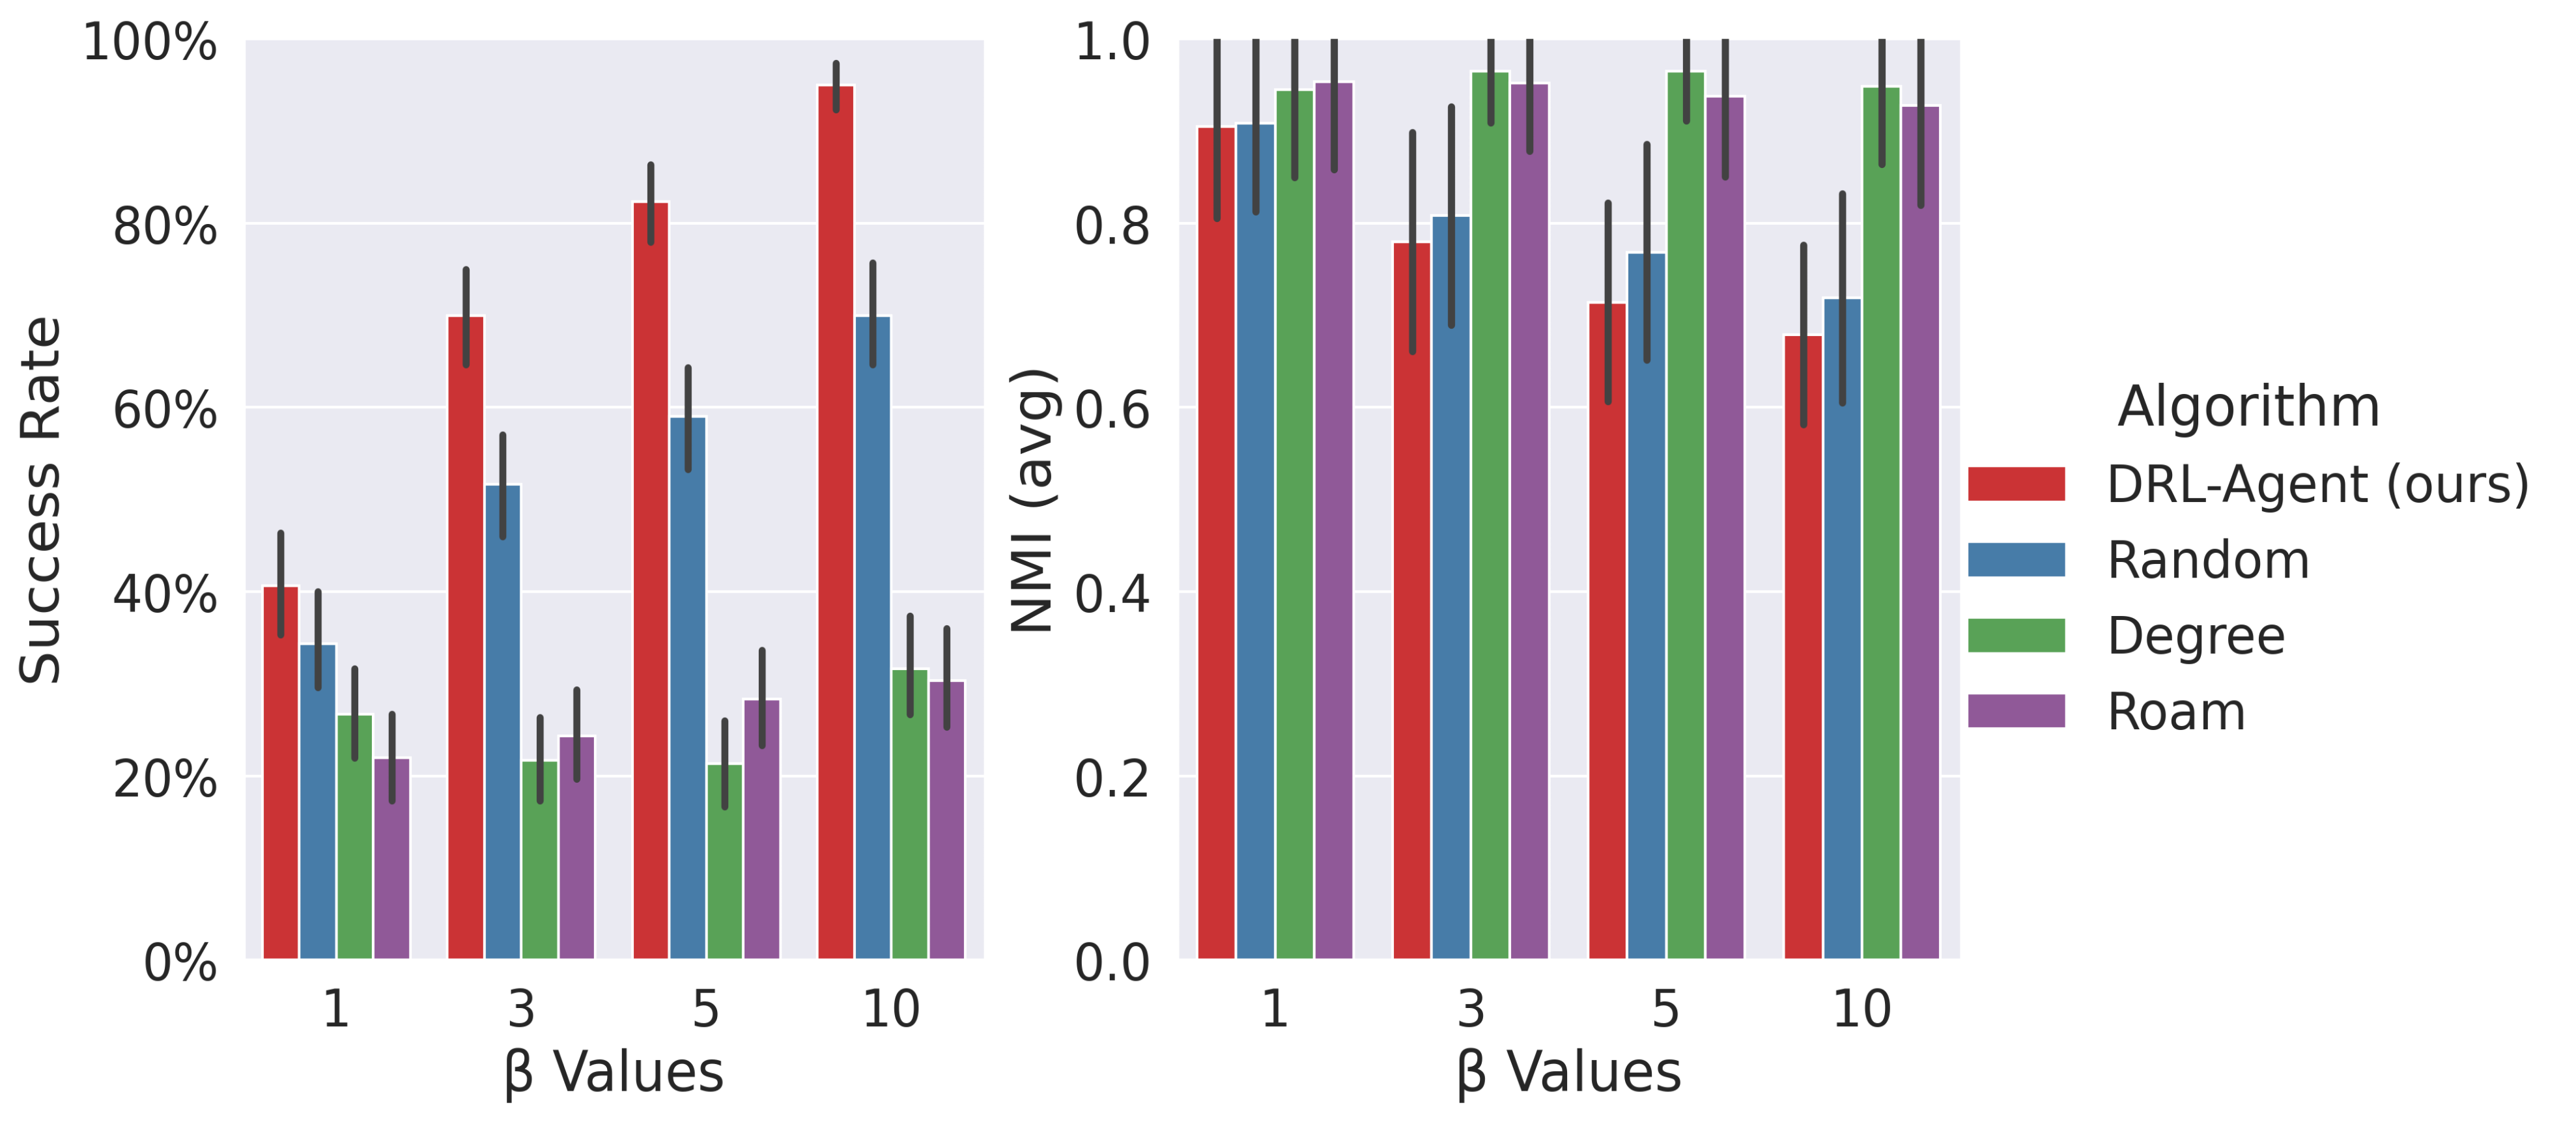 100%
80%
60%
40%
20%
0%
Success Rate
1 3 5 10
β Values
1.0
0.8
0.6
0.4
0.2
0.0
NMI (avg)
1 3 5 10
β Values
Algorithm
DRL-Agent (ours)
Random
Degree
Roam